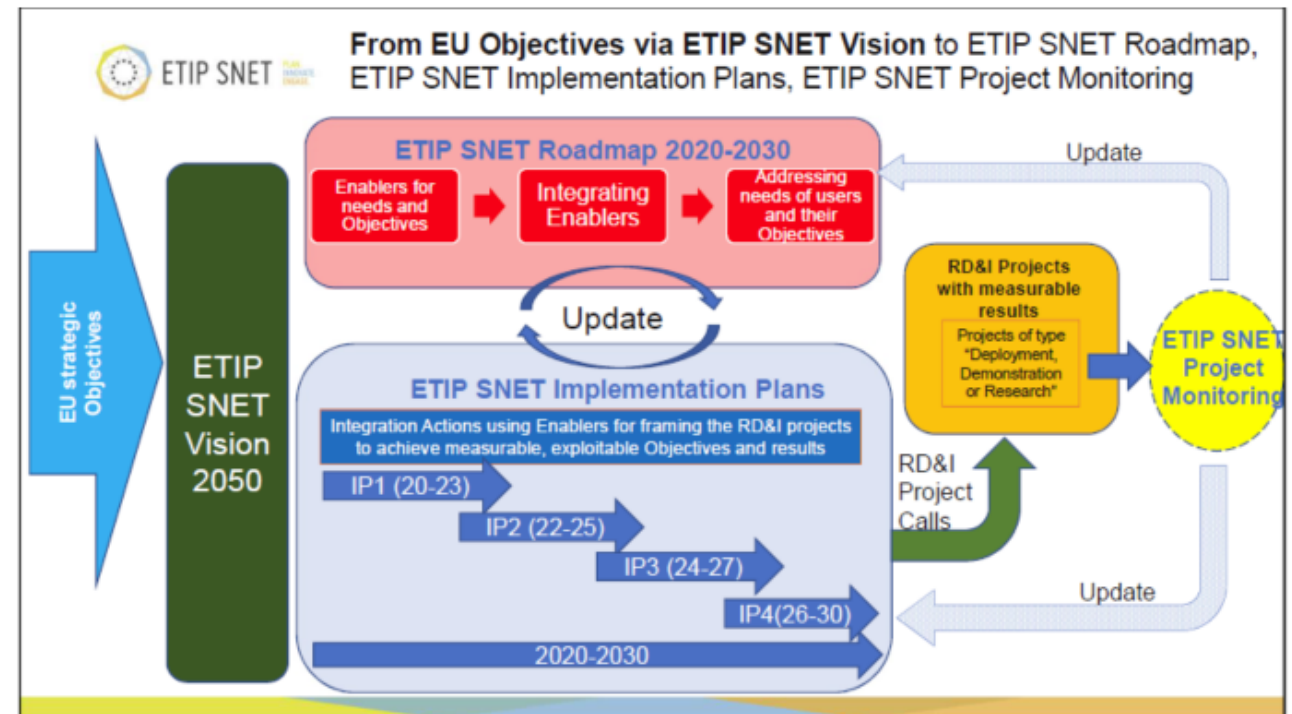 From EU Objectives via ETIP SNET Vision to ETIP SNET Roadmap,
ETIP SNET Implementation Plans, ETIP SNET Project Monitoring
ETIP SNET
PLAN
INNOVATE
ENGAGE
EU strategic
Objectives
ETIP
SNET
Vision
2050
ETIP SNET Roadmap 2020-2030
Enablers for
needs and
Objectives
Integrating
Enablers
Addressing
needs of users
and their
Objectives
Update
ETIP SNET Implementation Plans
Integration Actions using Enablers for framing the RD&I projects
to achieve measurable, exploitable Objectives and results
IP1 (20-23)
IP2 (22-25)
IP3 (24-27)
IP4(26-30)
2020-2030
RD&I
Project
Calls
RD&I Projects
with measurable
results
Projects of type
"Deployment,
Demonstration
or Research"
ETIP SNET
Project
Monitoring
Update
Update